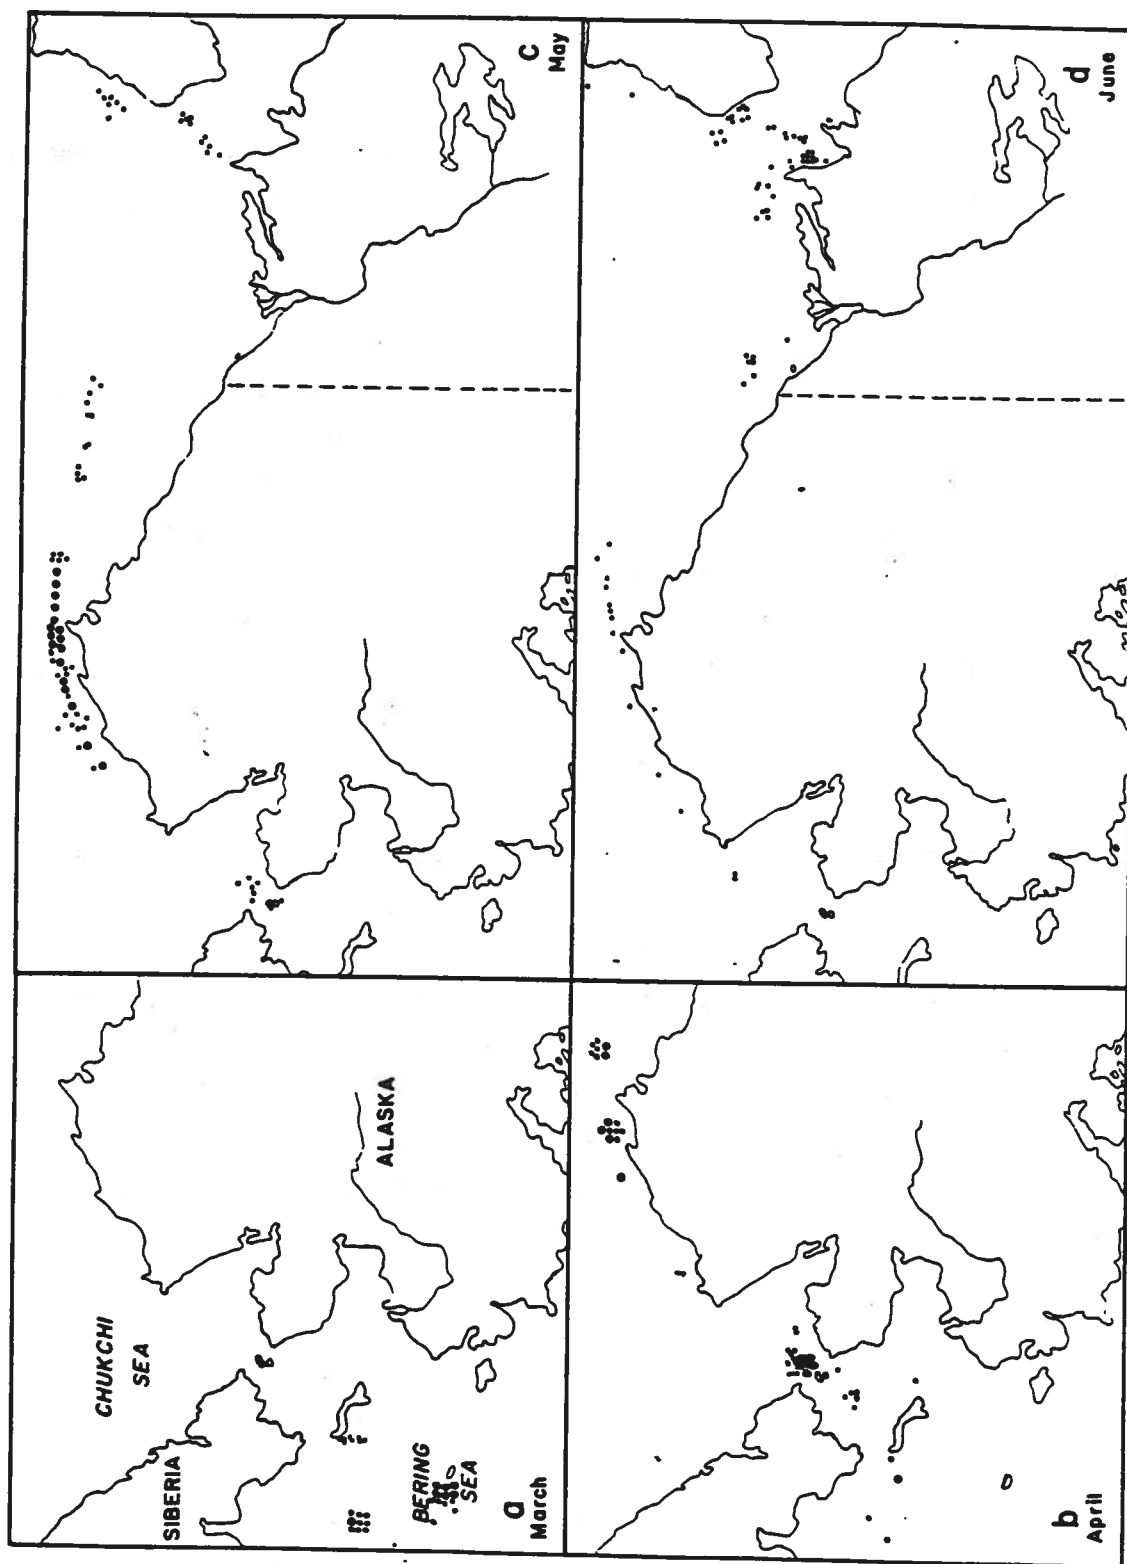 CHUKCHI
SEA
SIBERIA
ALASKA
BERING
SEA
a
March
b
April
c
May
d
June